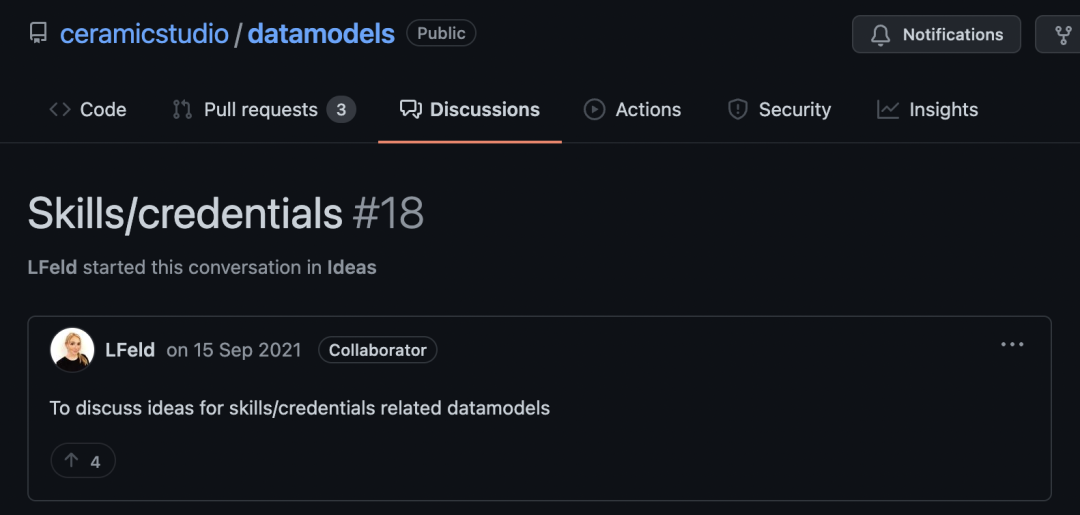 ceramicstudio / datamodels Public Notifications
Code Pull requests 3 Discussions Actions Security Insights
Skills/credentials #18
LFeld started this conversation in Ideas
LFeld on 15 Sep 2021 Collaborator
To discuss ideas for skills/credentials related datamodels
4